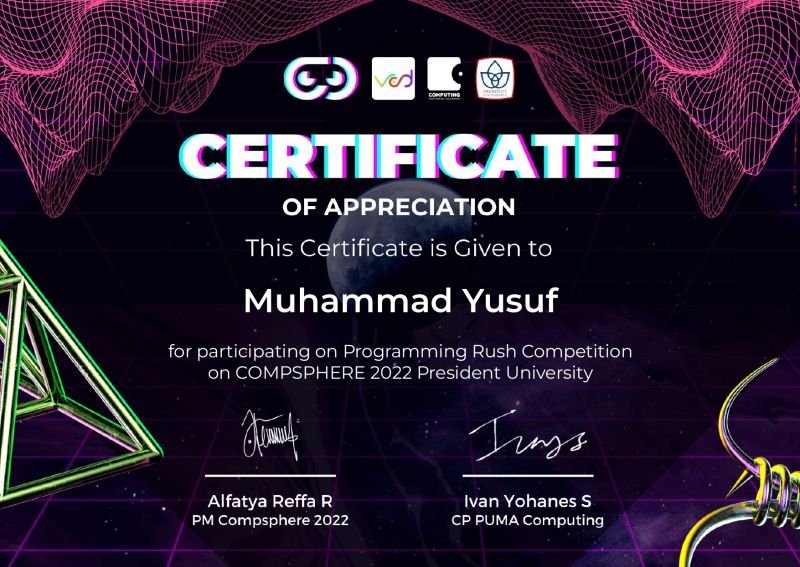 vcd
COMPUTING
CERTIFICATE
OF APPRECIATION
This Certificate is Given to
Muhammad Yusuf
for participating on Programming Rush Competition
on COMPSPHERE 2022 President University
Alfatya Reffa R
PM Compsphere 2022
Ivan Yohanes S
CP PUMA Computing